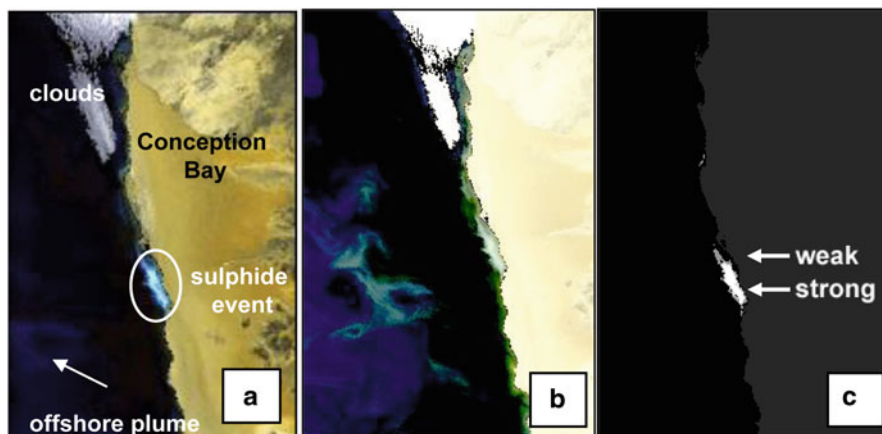 clouds
Conception
Bay
sulphide
event
offshore plume
a
b
weak
strong
c